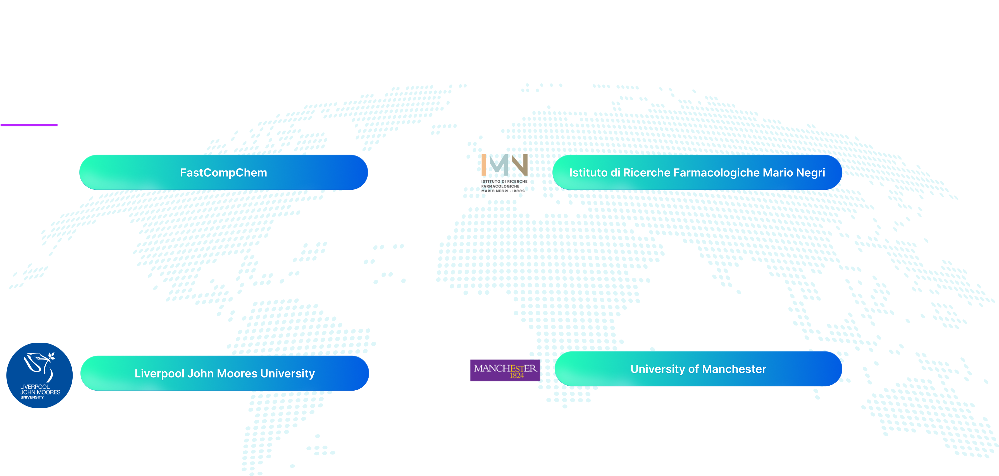 FastCompChem
IMN
ISTITUTO DI RICERCHE
FARMACOLOGICHE
MARIO NEGRI · IRCCS
Istituto di Ricerche Farmacologiche Mario Negri
LIVERPOOL
JOHN MOORES
UNIVERSITY
Liverpool John Moores University
MANCHESTER
1824
University of Manchester